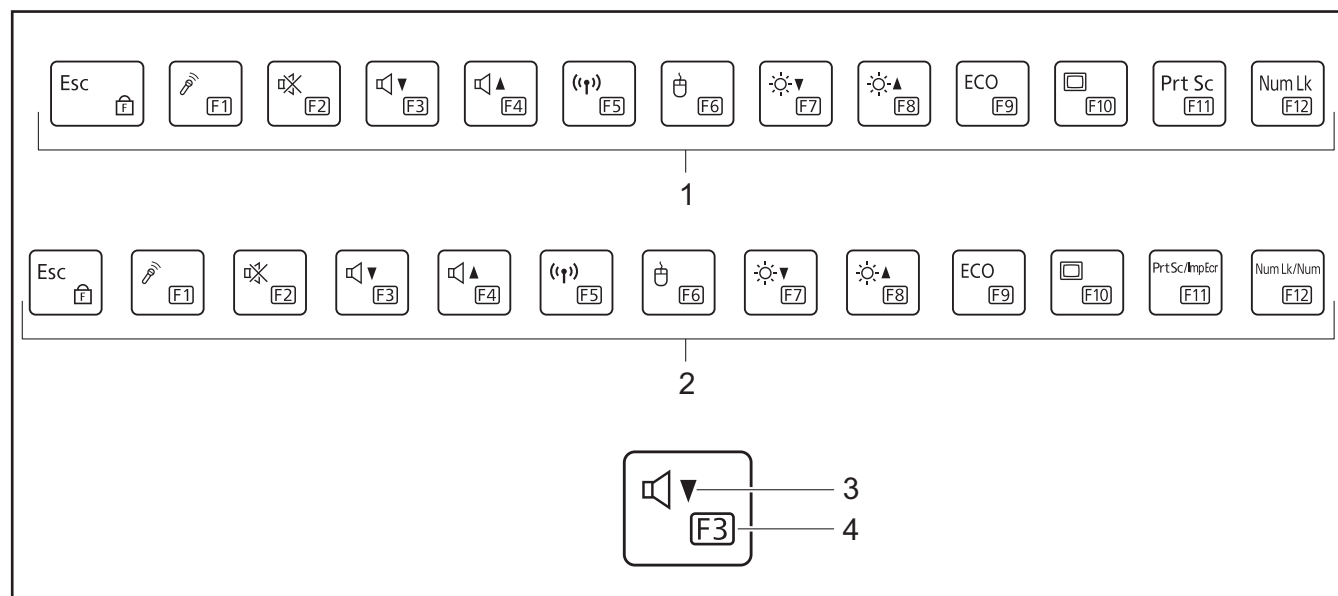 Esc F F1 F2 F3 F4 F5 F6 F7 F8 ECO F9 F10 Prt Sc F11 Num Lk F12
1
Esc F F1 F2 F3 F4 F5 F6 F7 F8 ECO F9 F10 PrtSc/ImpEcr F11 Num Lk/Num F12
2
3
F3 4